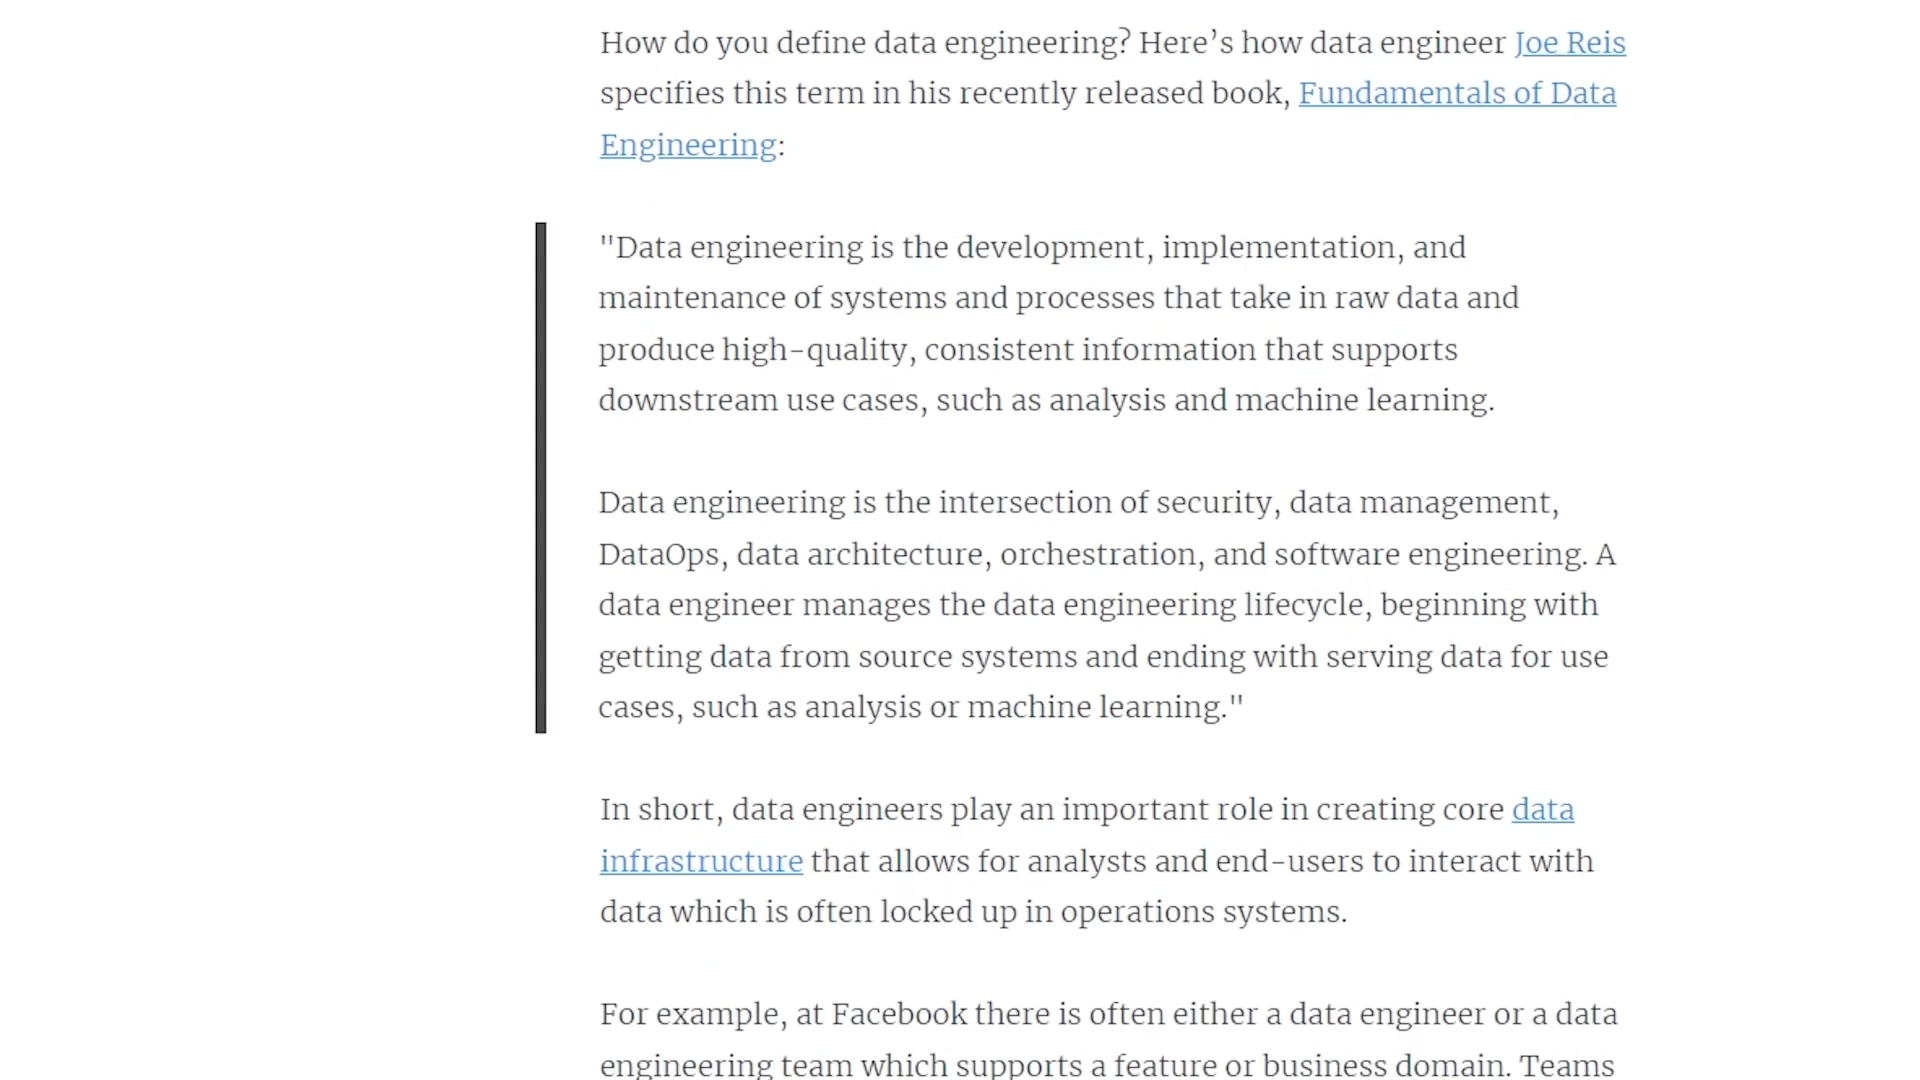 How do you define data engineering? Here’s how data engineer Joe Reis
specifies this term in his recently released book, Fundamentals of Data
Engineering:
"Data engineering is the development, implementation, and
maintenance of systems and processes that take in raw data and
produce high-quality, consistent information that supports
downstream use cases, such as analysis and machine learning.
Data engineering is the intersection of security, data management,
DataOps, data architecture, orchestration, and software engineering. A
data engineer manages the data engineering lifecycle, beginning with
getting data from source systems and ending with serving data for use
cases, such as analysis or machine learning."
In short, data engineers play an important role in creating core data
infrastructure that allows for analysts and end-users to interact with
data which is often locked up in operations systems.
For example, at Facebook there is often either a data engineer or a data
engineering team which supports a feature or business domain. Teams